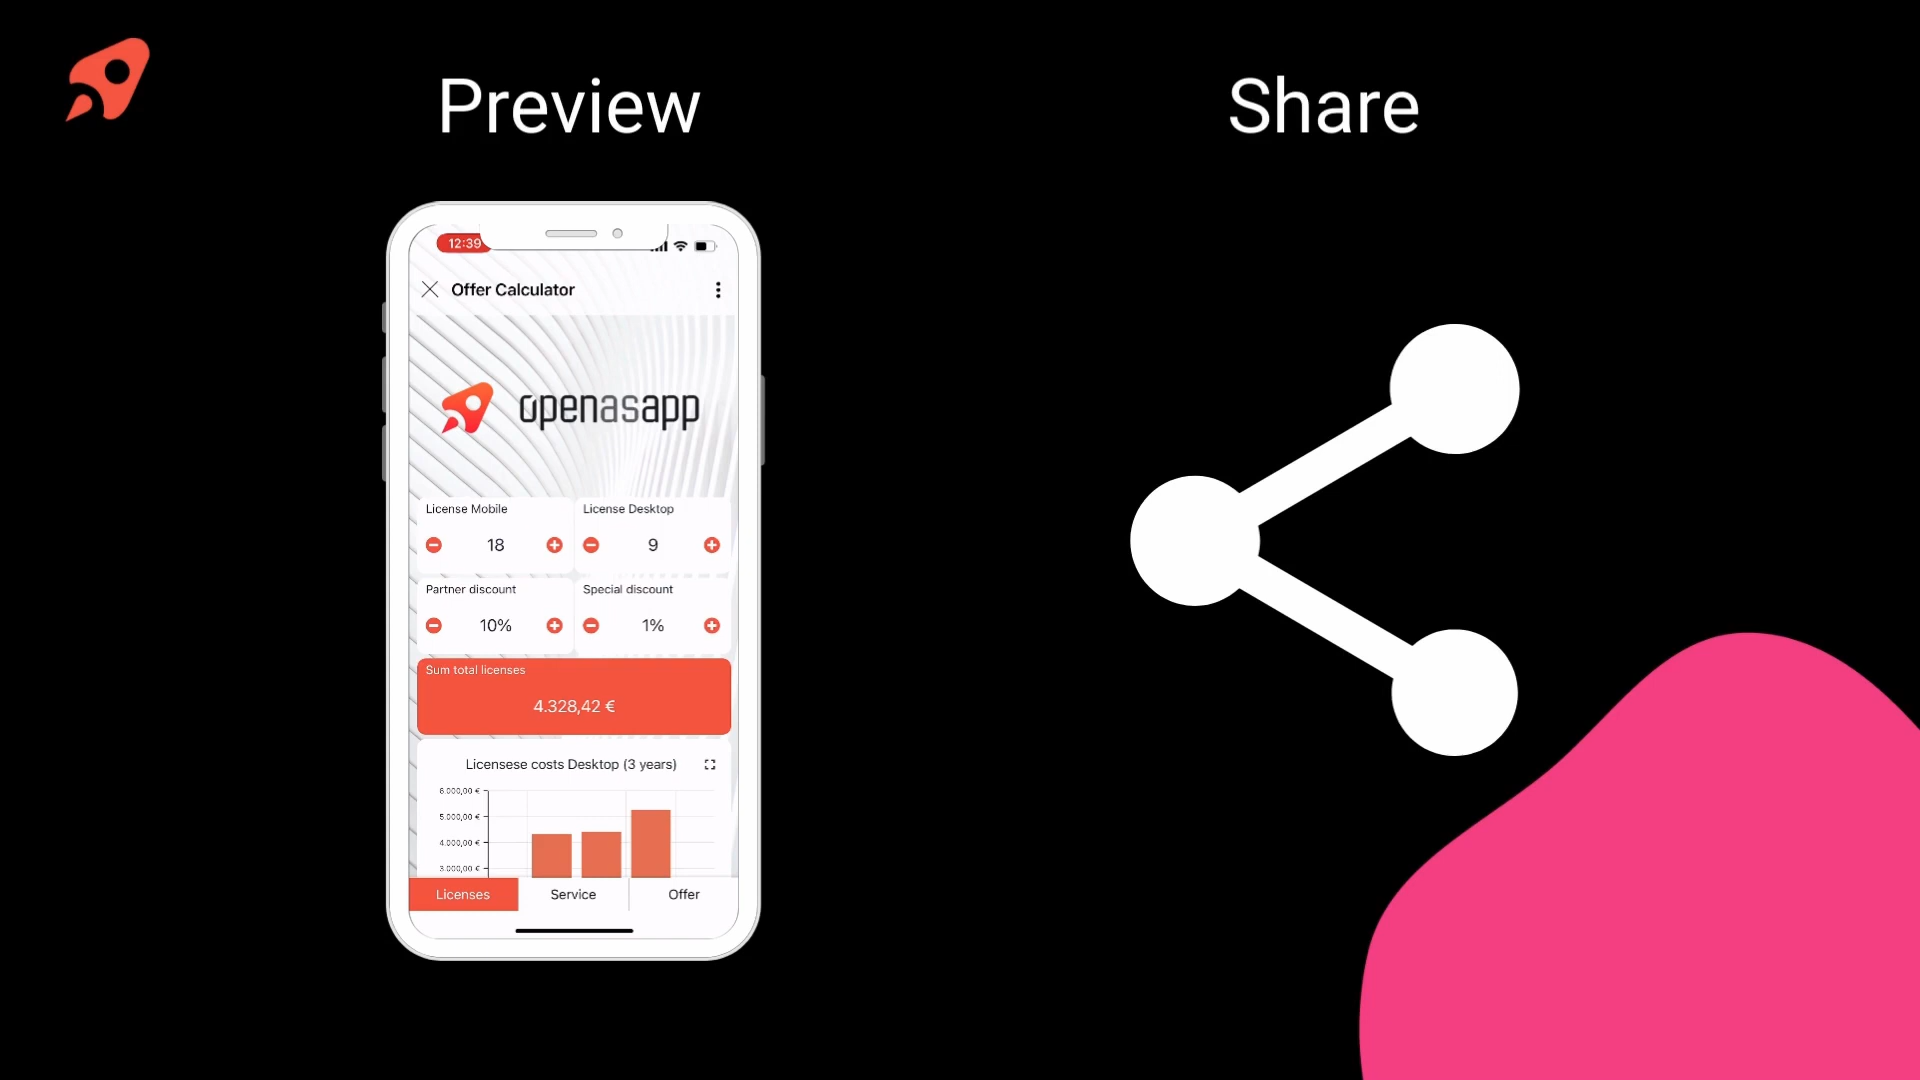 Preview
Share
12:39
Offer Calculator
openasapp
License Mobile
License Desktop
18
9
Partner discount
Special discount
10%
1%
Sum total licenses
4.328,42 €
Licensese costs Desktop (3 years)
6.000,00 €
5.000,00 €
4.000,00 €
3.000,00 €
Licenses
Service
Offer